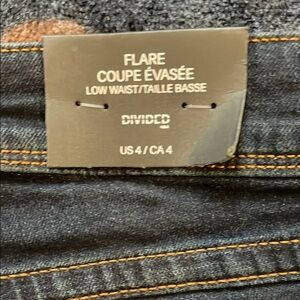 FLARE
COUPE ÉVASÉE
LOW WAIST/TAILLE BASSE
DIVIDED
US 4 / CA 4